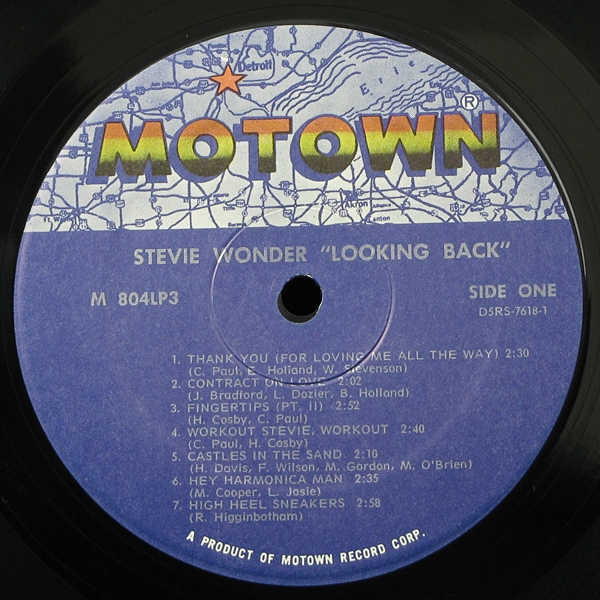 Detroit
Erie
MOTOWN®
Akron
Canton
STEVIE WONDER "LOOKING BACK"
M 804LP3
SIDE ONE
D5RS-7618-1
1. THANK YOU (FOR LOVING ME ALL THE WAY) 2:30
(C. Paul, E. Holland, W. Stevenson)
2. CONTRACT ON LOVE 2:02
(J. Bradford, L. Dozier, B. Holland)
3. FINGERTIPS (PT. II) 2:52
(H. Cosby, C. Paul)
4. WORKOUT STEVIE, WORKOUT 2:40
(C. Paul, H. Cosby)
5. CASTLES IN THE SAND 2:10
(H. Davis, F. Wilson, M. Gordon, M. O'Brien)
6. HEY HARMONICA MAN 2:35
(M. Cooper, L. Josie)
7. HIGH HEEL SNEAKERS 2:58
(R. Higginbotham)
A PRODUCT OF MOTOWN RECORD CORP.